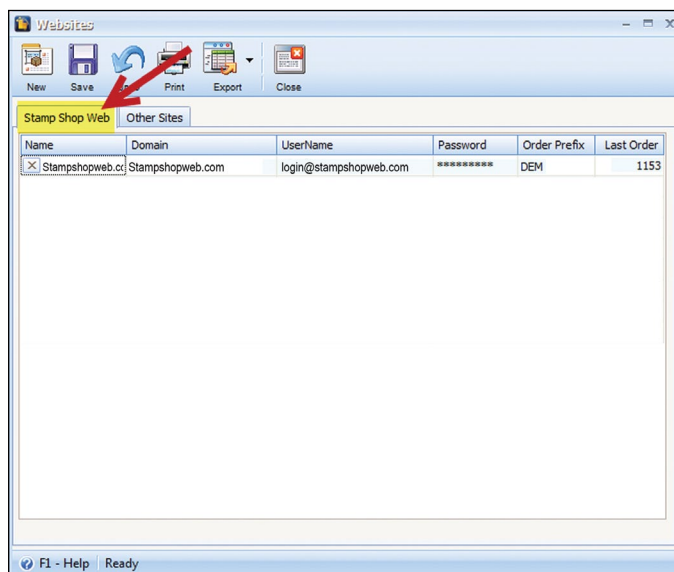 Websites
New Save Print Export Close
Stamp Shop Web Other Sites
Name Domain UserName Password Order Prefix Last Order
Stampshopweb.co Stampshopweb.com login@stampshopweb.com ********* DEM 1153
F1 - Help Ready